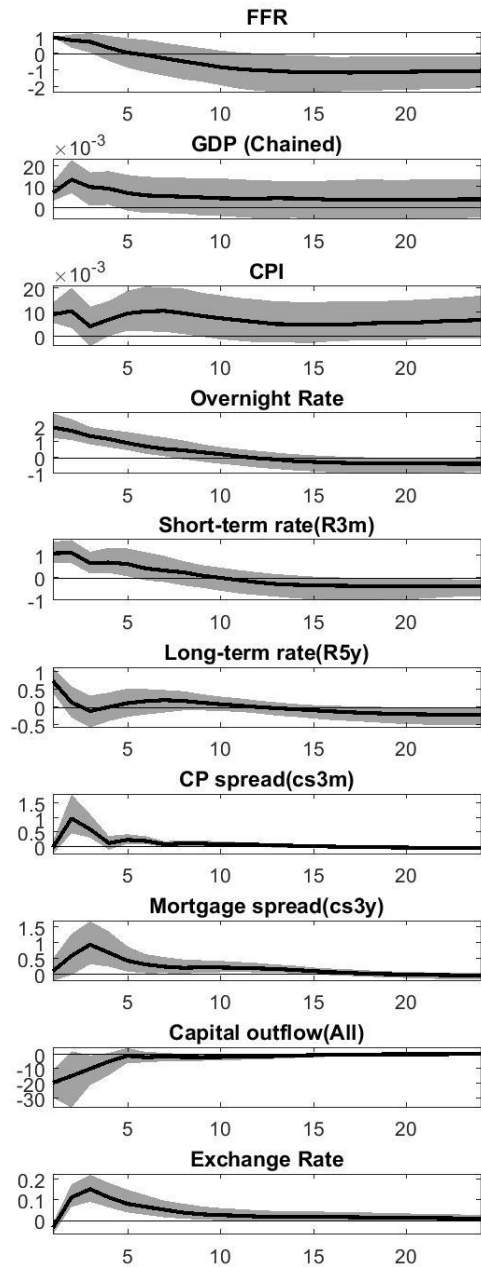 FFR
1
0
-1
-2
5 10 15 20
×10⁻³ GDP (Chained)
20
10
0
5 10 15 20
×10⁻³ CPI
20
10
0
5 10 15 20
Overnight Rate
2
1
0
-1
5 10 15 20
Short-term rate(R3m)
1
0
-1
5 10 15 20
Long-term rate(R5y)
1
0.5
0
-0.5
5 10 15 20
CP spread(cs3m)
1.5
1
0.5
0
5 10 15 20
Mortgage spread(cs3y)
1.5
1
0.5
0
5 10 15 20
Capital outflow(All)
0
-10
-20
-30
5 10 15 20
Exchange Rate
0.2
0.1
0
5 10 15 20